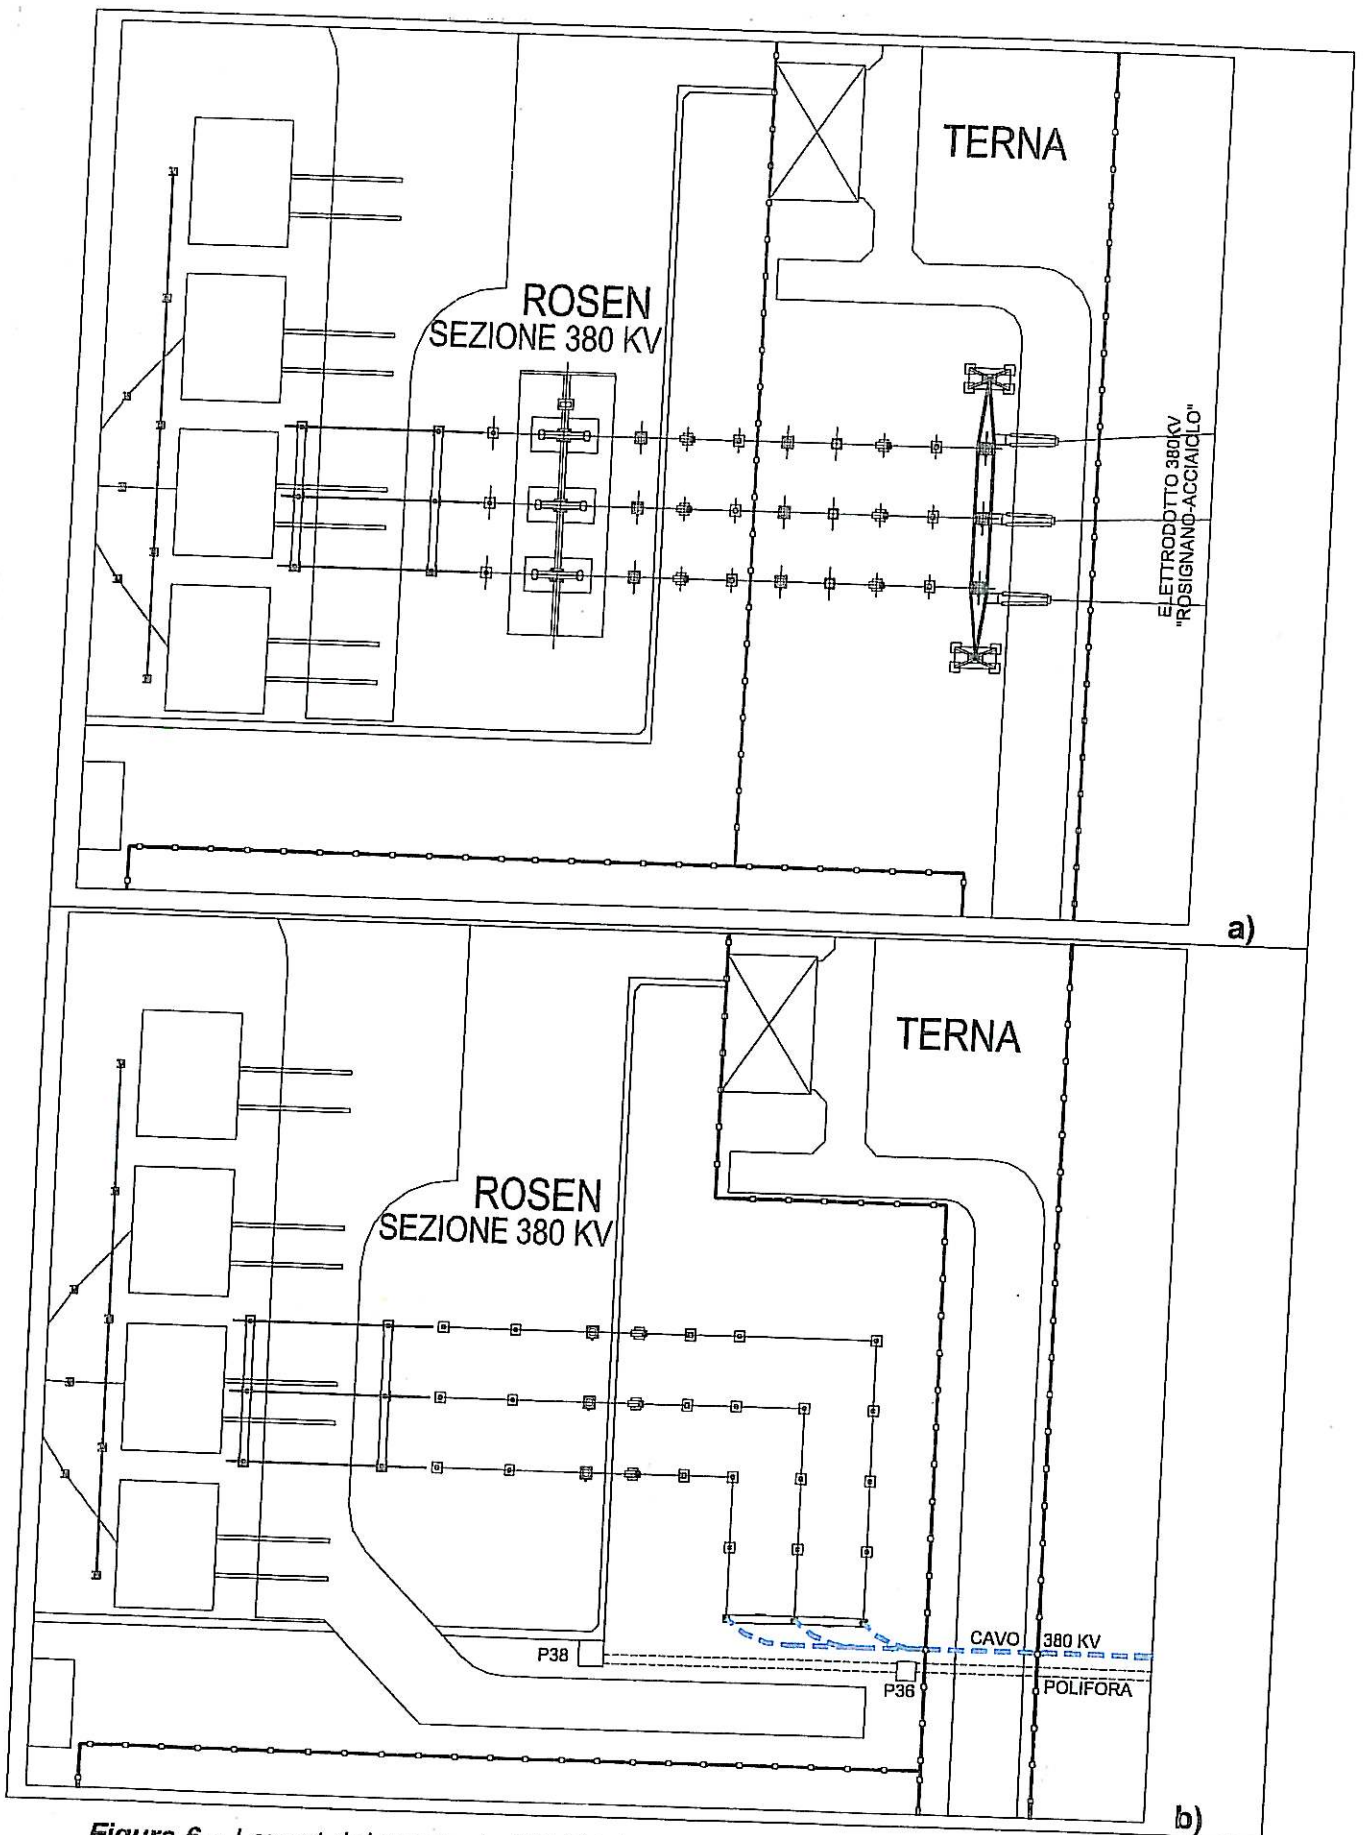 TERNA
ROSEN
SEZIONE 380 KV
ELETTRODOTTO 380KV
"ROSIGNANO-ACCIAIOLO"
a)
TERNA
ROSEN
SEZIONE 380 KV
CAVO 380 KV
P38
P36
POLIFORA
b)
Figura 6